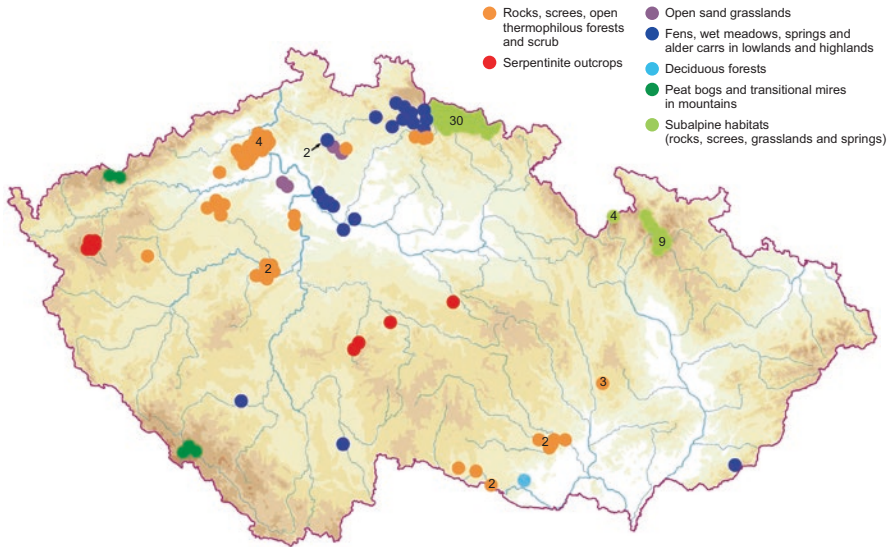 Rocks, screes, open
thermophilous forests
and scrub
Serpentinite outcrops
Open sand grasslands
Fens, wet meadows, springs and
alder carrs in lowlands and highlands
Deciduous forests
Peat bogs and transitional mires
in mountains
Subalpine habitats
(rocks, screes, grasslands and springs)
30
4
2
4
9
2
3
2
2